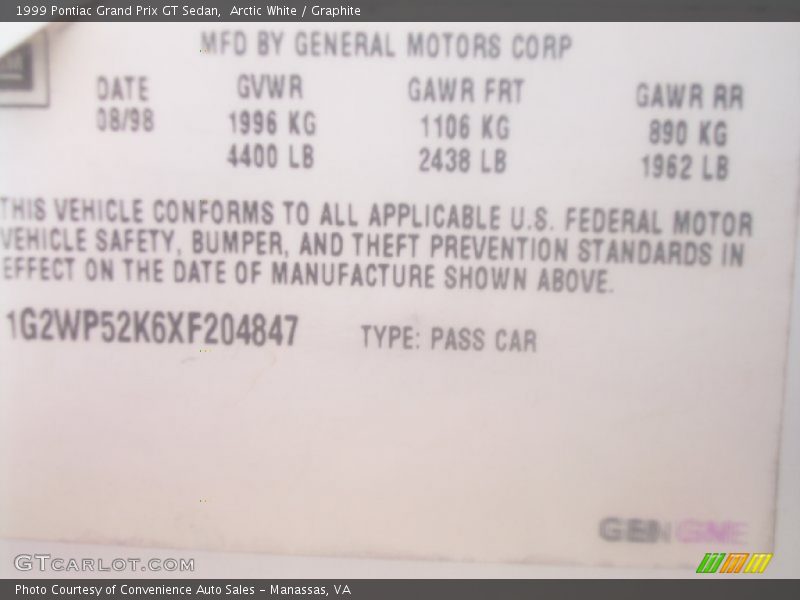 1999 Pontiac Grand Prix GT Sedan, Arctic White / Graphite
MFD BY GENERAL MOTORS CORP
DATE GVWR GAWR FRT GAWR RR
08/98 1996 KG 1106 KG 890 KG
4400 LB 2438 LB 1962 LB
THIS VEHICLE CONFORMS TO ALL APPLICABLE U.S. FEDERAL MOTOR
VEHICLE SAFETY, BUMPER, AND THEFT PREVENTION STANDARDS IN
EFFECT ON THE DATE OF MANUFACTURE SHOWN ABOVE.
1G2WP52K6XF204847 TYPE: PASS CAR
GTCARLOT.COM
Photo Courtesy of Convenience Auto Sales - Manassas, VA